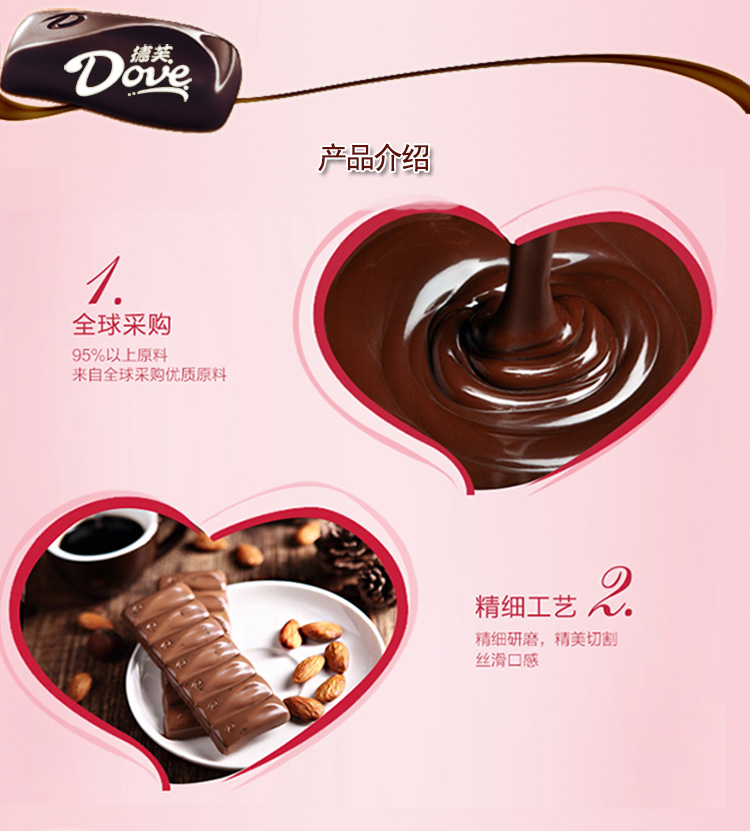 德芙
Dove
产品介绍
1.
全球采购
95%以上原料
来自全球采购优质原料
精细工艺 2.
精细研磨，精美切割
丝滑口感